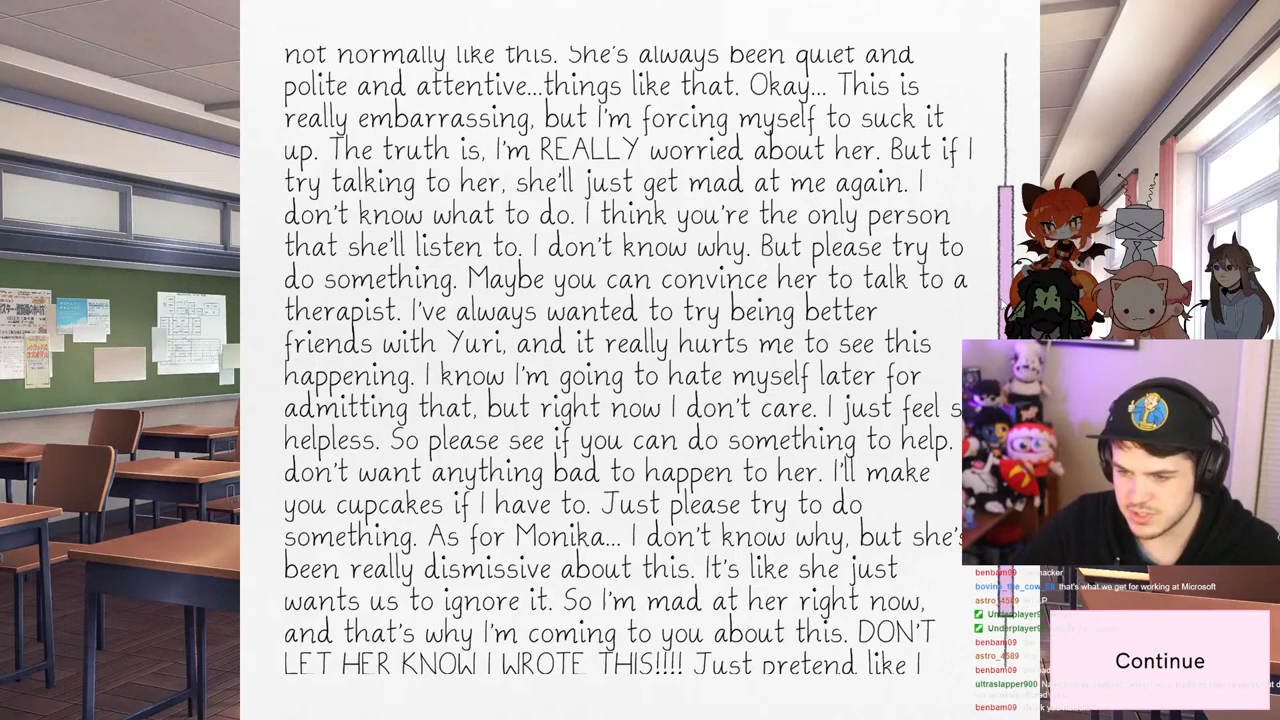 not normally like this. She's always been quiet and
polite and attentive...things like that. Okay... This is
really embarrassing, but I'm forcing myself to suck it
up. The truth is, I'm REALLY worried about her. But if I
try talking to her, she'll just get mad at me again. I
don't know what to do. I think you're the only person
that she'll listen to. I don't know why. But please try to
do something. Maybe you can convince her to talk to a
therapist. I've always wanted to try being better
friends with Yuri, and it really hurts me to see this
happening. I know I'm going to hate myself later for
admitting that, but right now I don't care. I just feel
helpless. So please see if you can do something to help.
don't want anything bad to happen to her. I'll make
you cupcakes if I have to. Just please try to do
something. As for Monika... I don't know why, but she's
been really dismissive about this. It's like she just
wants us to ignore it. So I'm mad at her right now,
and that's why I'm coming to you about this. DON'T
LET HER KNOW I WROTE THIS!!!! Just pretend like I
benbam09 hacker
bovine_the_cow_69 that's what we get for working at Microsoft
astro_4589
Underplayer9
Underplayer9
benbam09
astro_4589
benbam09
ultraslapper900
benbam09
Continue